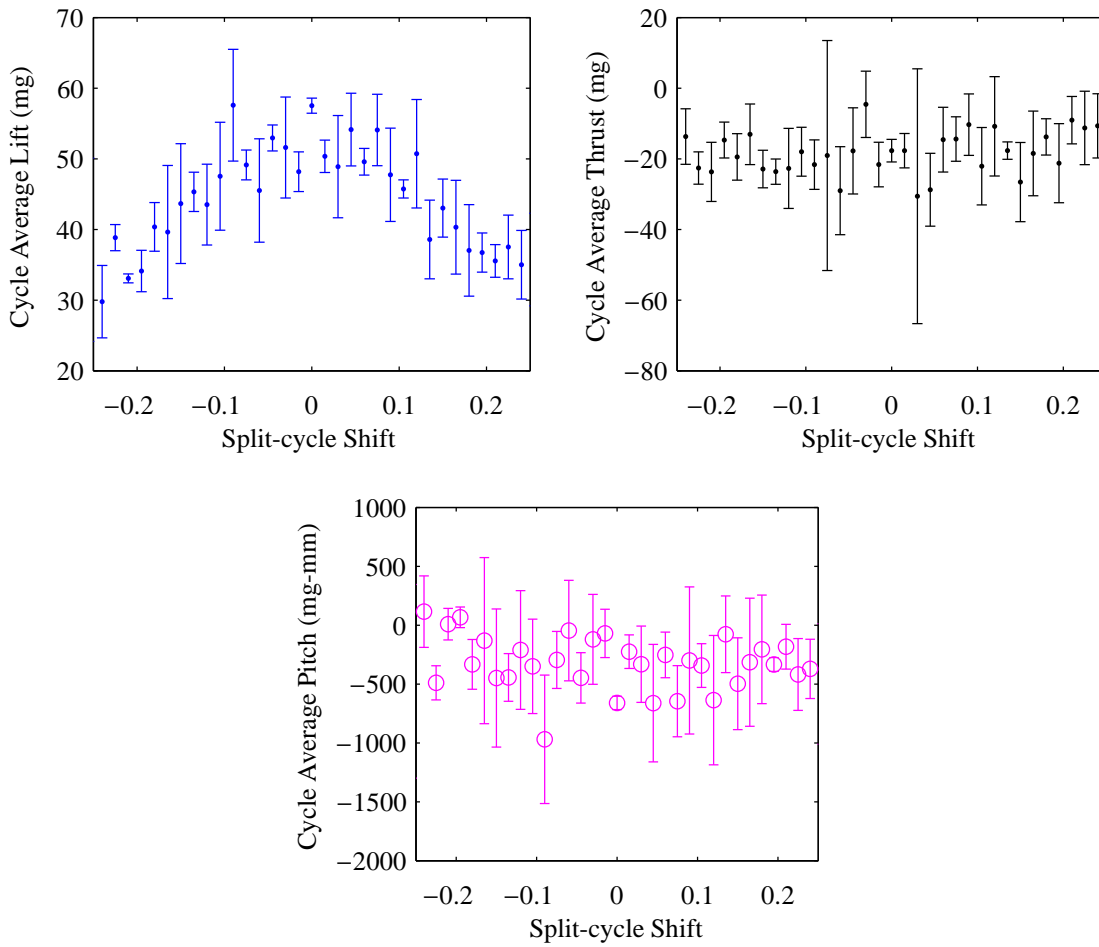 70
60
50
40
30
20
Cycle Average Lift (mg)
−0.2 −0.1 0 0.1 0.2
Split-cycle Shift
20
0
−20
−40
−60
−80
Cycle Average Thrust (mg)
−0.2 −0.1 0 0.1 0.2
Split-cycle Shift
1000
500
0
−500
−1000
−1500
−2000
Cycle Average Pitch (mg-mm)
−0.2 −0.1 0 0.1 0.2
Split-cycle Shift